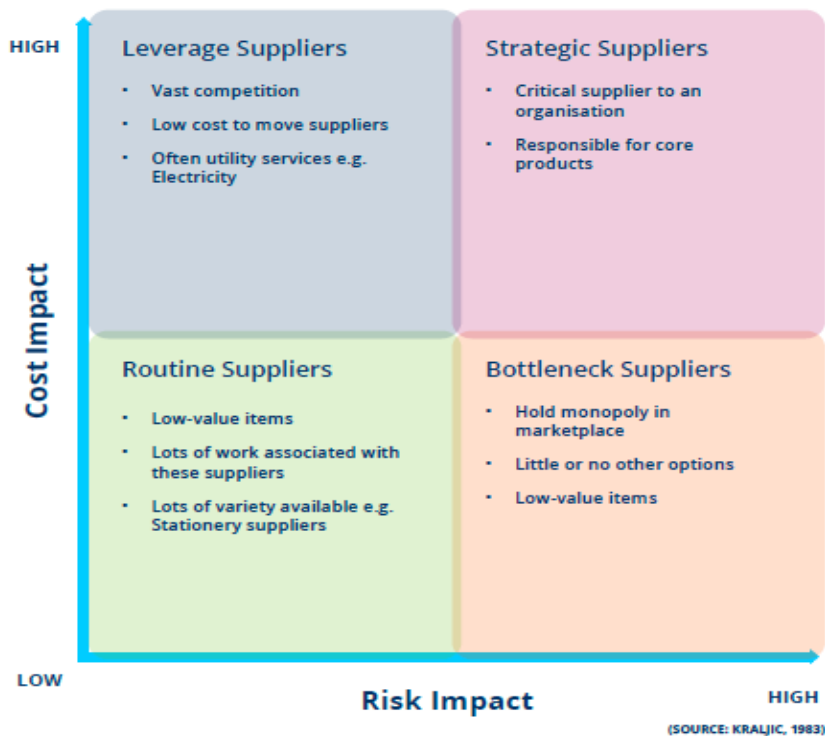 HIGH
Leverage Suppliers
Vast competition
Low cost to move suppliers
Often utility services e.g.
Electricity
Strategic Suppliers
Critical supplier to an
organisation
Responsible for core
products
Cost Impact
Routine Suppliers
Low-value items
Lots of work associated with
these suppliers
Lots of variety available e.g.
Stationery suppliers
Bottleneck Suppliers
Hold monopoly in
marketplace
Little or no other options
Low-value items
LOW
Risk Impact
HIGH
(SOURCE: KRALJIC, 1983)